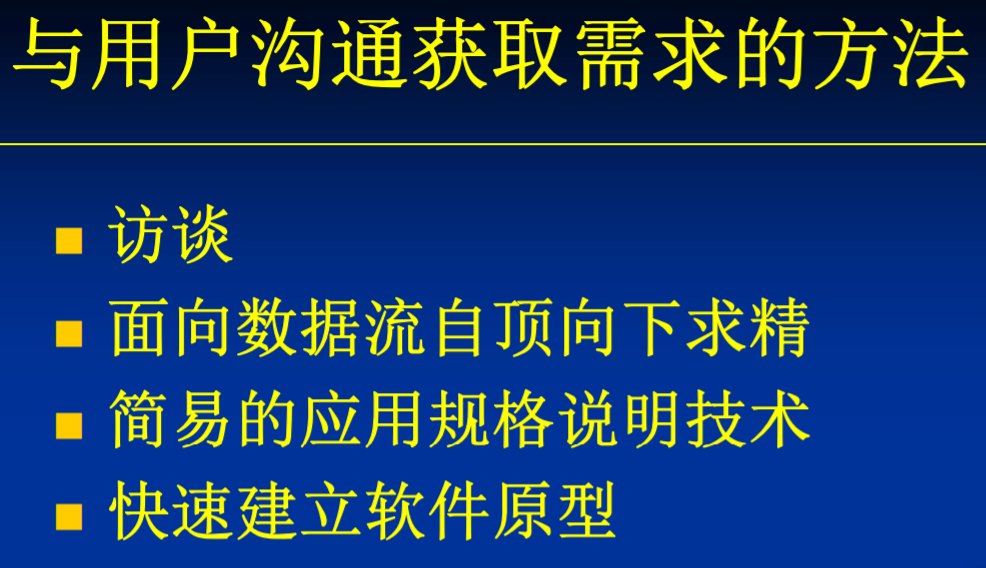 与用户沟通获取需求的方法
访谈
面向数据流自顶向下求精
简易的应用规格说明技术
快速建立软件原型